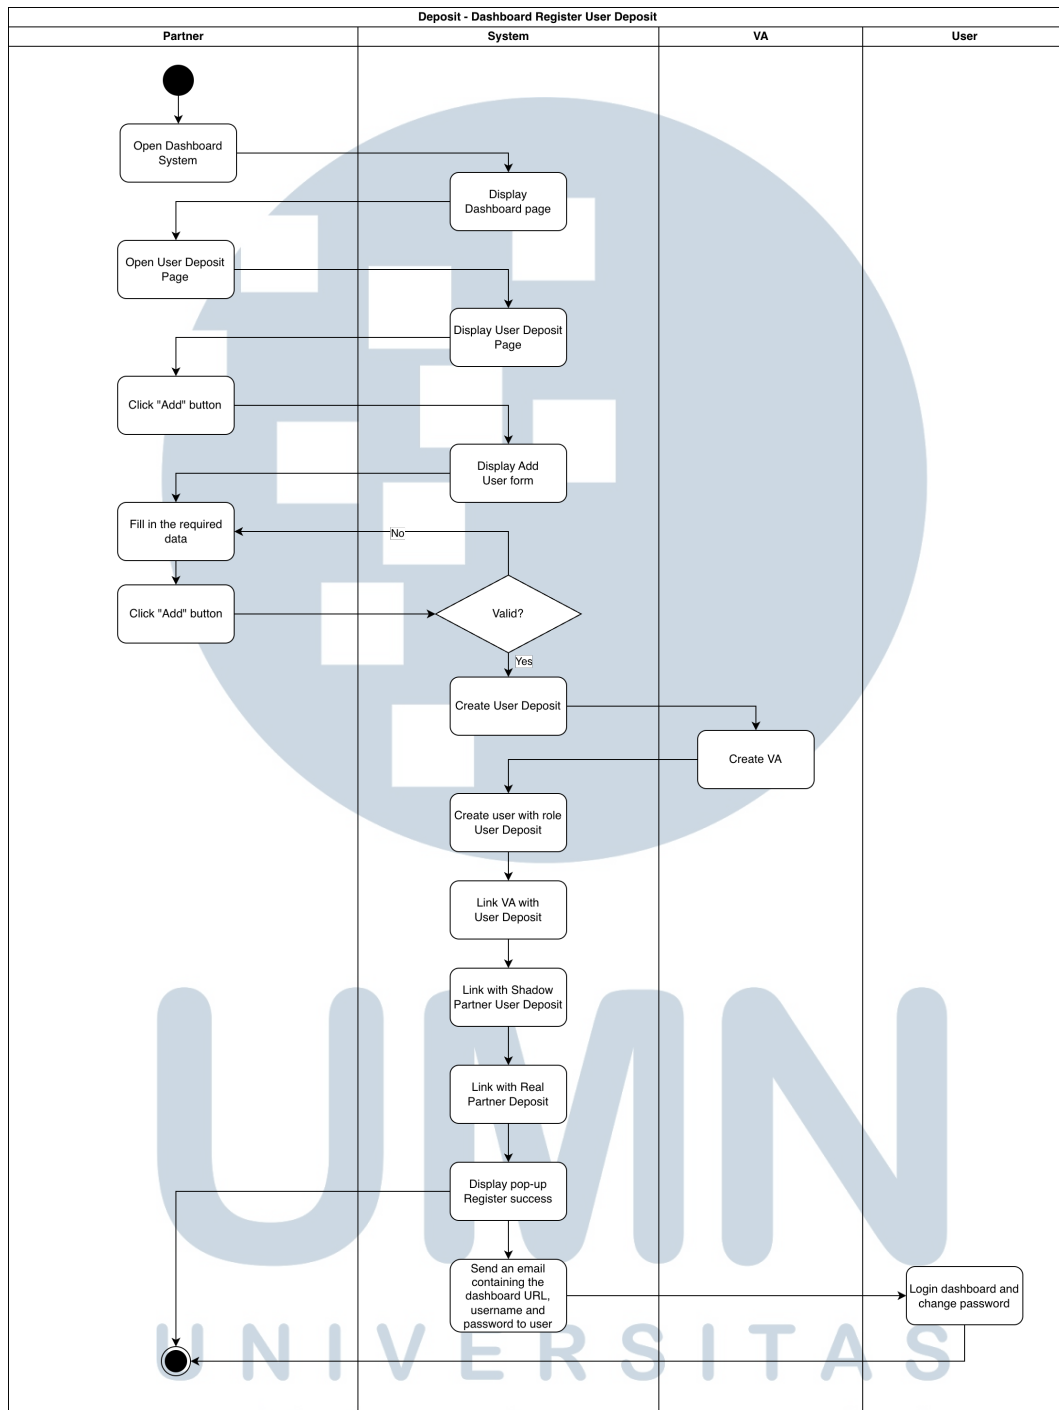 Deposit - Dashboard Register User Deposit
Partner
System
VA
User
Open Dashboard
System
Display
Dashboard page
Open User Deposit
Page
Display User Deposit
Page
Click "Add" button
Display Add
User form
Fill in the required
data
No
Click "Add" button
Valid?
Yes
Create User Deposit
Create VA
Create user with role
User Deposit
Link VA with
User Deposit
Link with Shadow
Partner User Deposit
Link with Real
Partner Deposit
Display pop-up
Register success
Send an email
containing the
dashboard URL,
username and
password to user
Login dashboard and
change password
UMN
UNIVERSITAS